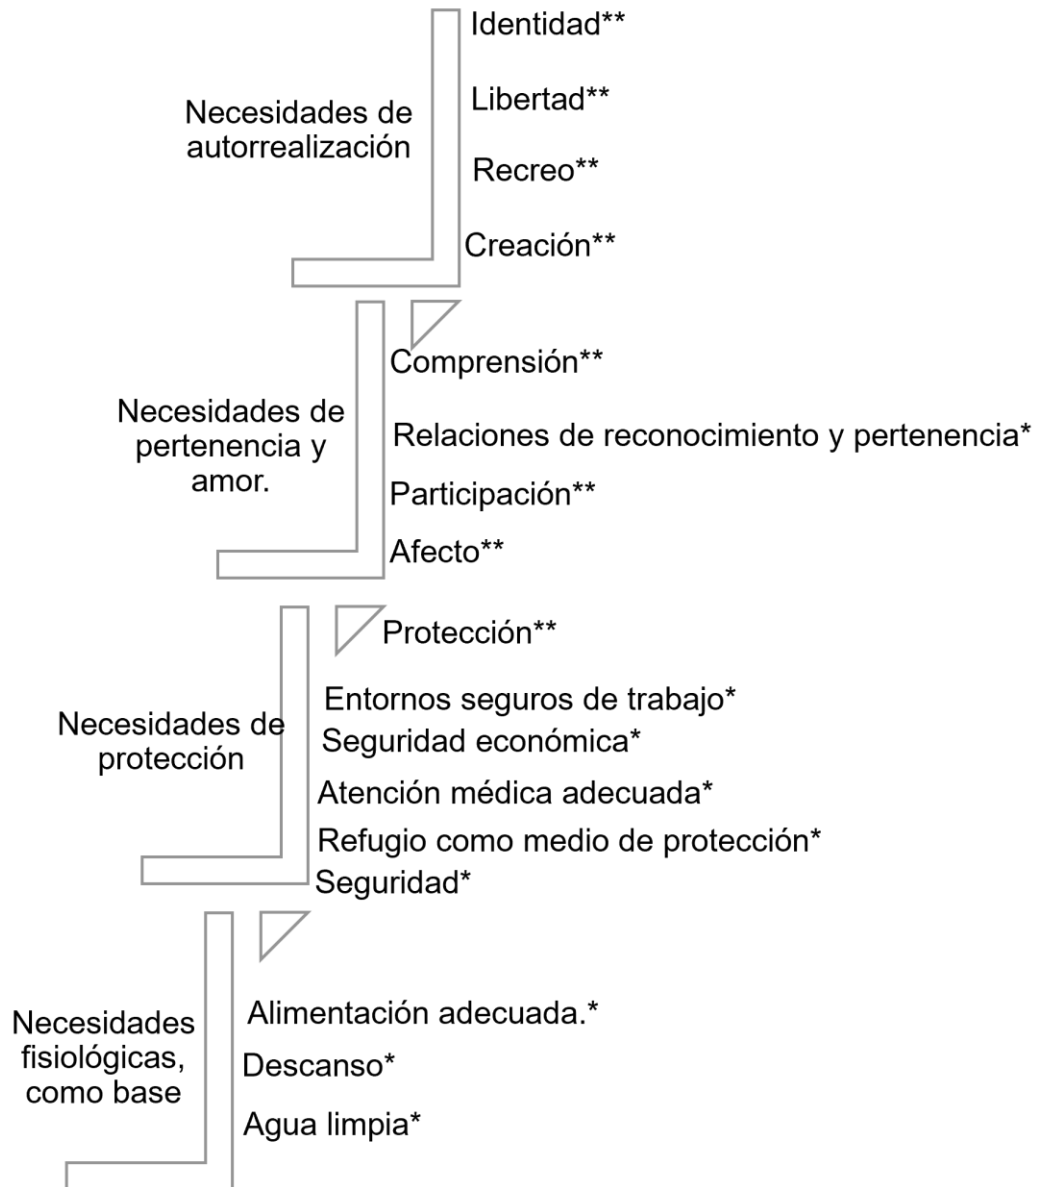 Identidad**
Libertad**
Necesidades de
autorrealización
Recreo**
Creación**
Comprensión**
Necesidades de
pertenencia y
amor.
Relaciones de reconocimiento y pertenencia*
Participación**
Afecto**
Protección**
Entornos seguros de trabajo*
Necesidades de
protección
Seguridad económica*
Atención médica adecuada*
Refugio como medio de protección*
Seguridad*
Necesidades
fisiológicas,
como base
Alimentación adecuada.*
Descanso*
Agua limpia*